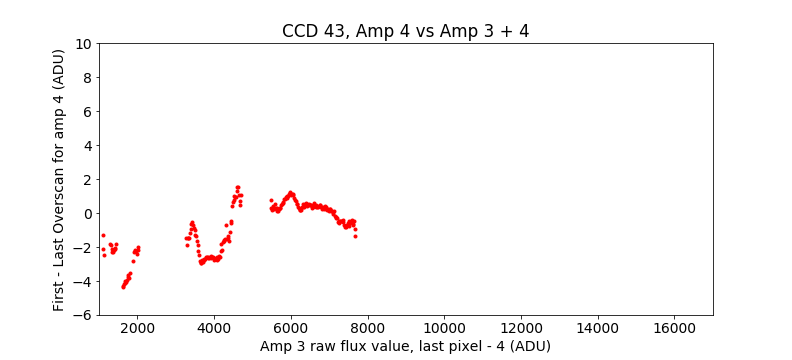 CCD 43, Amp 4 vs Amp 3 + 4
First - Last Overscan for amp 4 (ADU)
10
8
6
4
2
0
−2
−4
−6
2000 4000 6000 8000 10000 12000 14000 16000
Amp 3 raw flux value, last pixel - 4 (ADU)